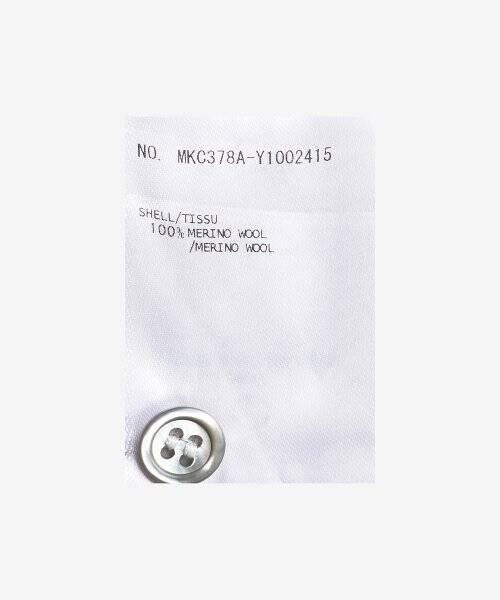 NO. MKC378A-Y1002415
SHELL/TISSU
100% MERINO WOOL
/MERINO WOOL